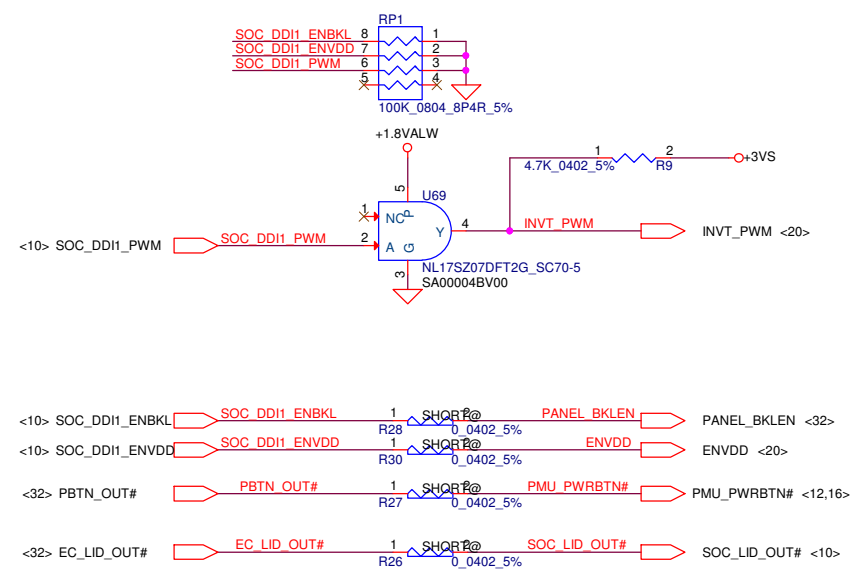 RP1
SOC_DDI1_ENBKL 8 1
SOC_DDI1_ENVDD 7 2
SOC_DDI1_PWM 6 3
5 4
100K_0804_8P4R_5%
+1.8VALW
1 2 +3VS
4.7K_0402_5% R9
5 U69
1 NC P
4 INVT_PWM INVT_PWM <20>
Y
<10> SOC_DDI1_PWM SOC_DDI1_PWM 2 A G
3 NL17SZ07DFT2G_SC70-5
SA00004BV00
<10> SOC_DDI1_ENBKL SOC_DDI1_ENBKL 1 SHORT@ 2 PANEL_BKLEN PANEL_BKLEN <32>
R28 0_0402_5%
<10> SOC_DDI1_ENVDD SOC_DDI1_ENVDD 1 SHORT@ 2 ENVDD ENVDD <20>
R30 0_0402_5%
<32> PBTN_OUT# PBTN_OUT# 1 SHORT@ 2 PMU_PWRBTN# PMU_PWRBTN# <12,16>
R27 0_0402_5%
<32> EC_LID_OUT# EC_LID_OUT# 1 SHORT@ 2 SOC_LID_OUT# SOC_LID_OUT# <10>
R26 0_0402_5%